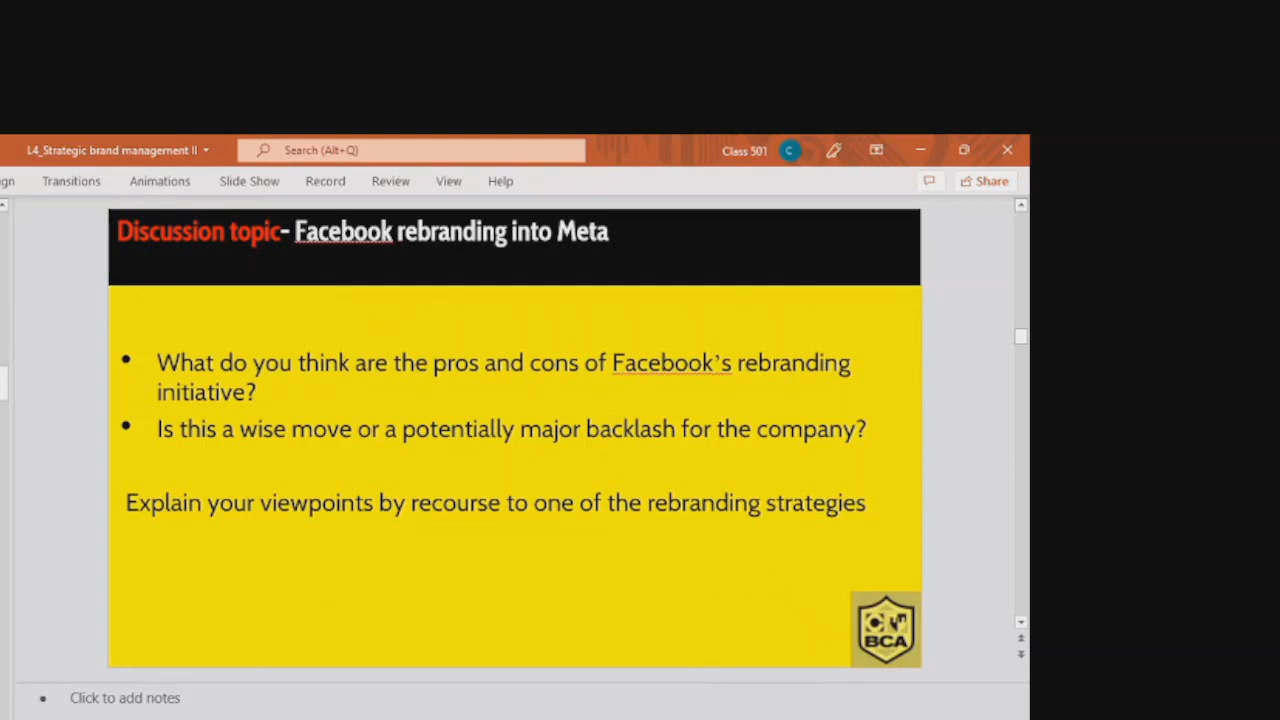 L4_Strategic brand management II
Search (Alt+Q)
Class 501
C
gn Transitions Animations Slide Show Record Review View Help
Share
Discussion topic- Facebook rebranding into Meta
• What do you think are the pros and cons of Facebook's rebranding
initiative?
• Is this a wise move or a potentially major backlash for the company?
Explain your viewpoints by recourse to one of the rebranding strategies
BCA
• Click to add notes